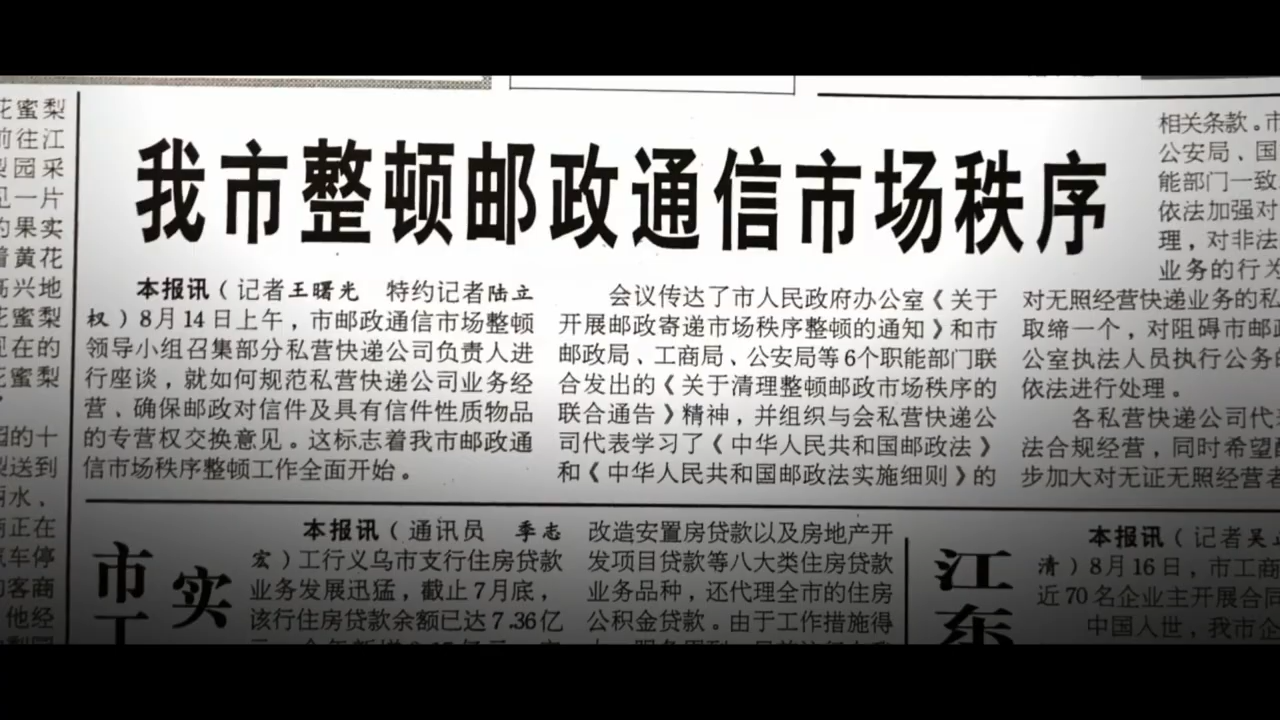 花蜜梨
前往江
梨园采
见一片
的果实
着黄花
高兴地
花蜜梨
现在的
花蜜梨
园的十
梨送到
丽水、
商正在
汽车停
的客商
他经
我市整顿邮政通信市场秩序
本报讯（记者王曙光 特约记者陆立
权）8月14日上午，市邮政通信市场整顿
领导小组召集部分私营快递公司负责人进
行座谈，就如何规范私营快递公司业务经
营、确保邮政对信件及具有信件性质物品
的专营权交换意见。这标志着我市邮政通
信市场秩序整顿工作全面开始。
会议传达了市人民政府办公室《关于
开展邮政寄递市场秩序整顿的通知》和市
邮政局、工商局、公安局等6个职能部门联
合发出的《关于清理整顿邮政市场秩序的
联合通告》精神，并组织与会私营快递公
司代表学习了《中华人民共和国邮政法》
和《中华人民共和国邮政法实施细则》的
相关条款。市
公安局、国
能部门一致
依法加强对
理，对非法
业务的行为
对无照经营快递业务的私
取缔一个，对阻碍市邮政
公室执法人员执行公务的
依法进行处理。
各私营快递公司代表
法合规经营，同时希望
步加大对无证无照经营者
市 实
工
本报讯（通讯员 季志
宏）工行义乌市支行住房贷款
业务发展迅猛，截止7月底，
该行住房贷款余额已达7.36亿
改造安置房贷款以及房地产开
发项目贷款等八大类住房贷款
业务品种，还代理全市的住房
公积金贷款。由于工作措施得
江
东
本报讯（记者吴
清）8月16日，市工商
近70名企业主开展合同
中国入世，我市企